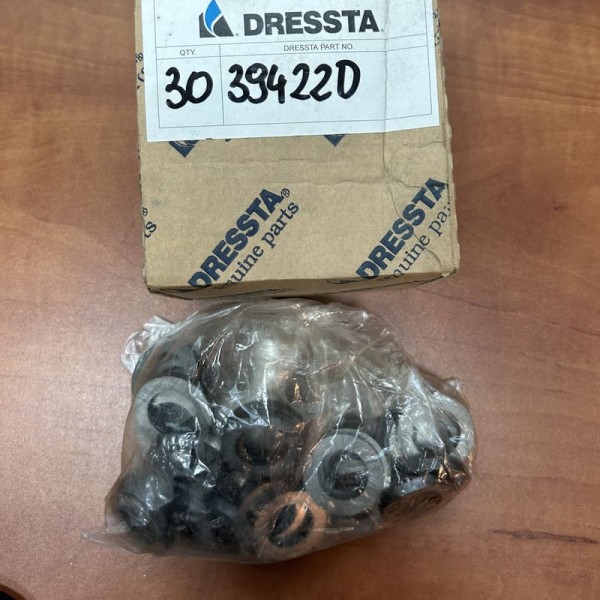 DRESSTA®
QTY. DRESSTA PART NO.
30 39422D
DRESSTA®
genuine parts
DRESSTA
genuine parts